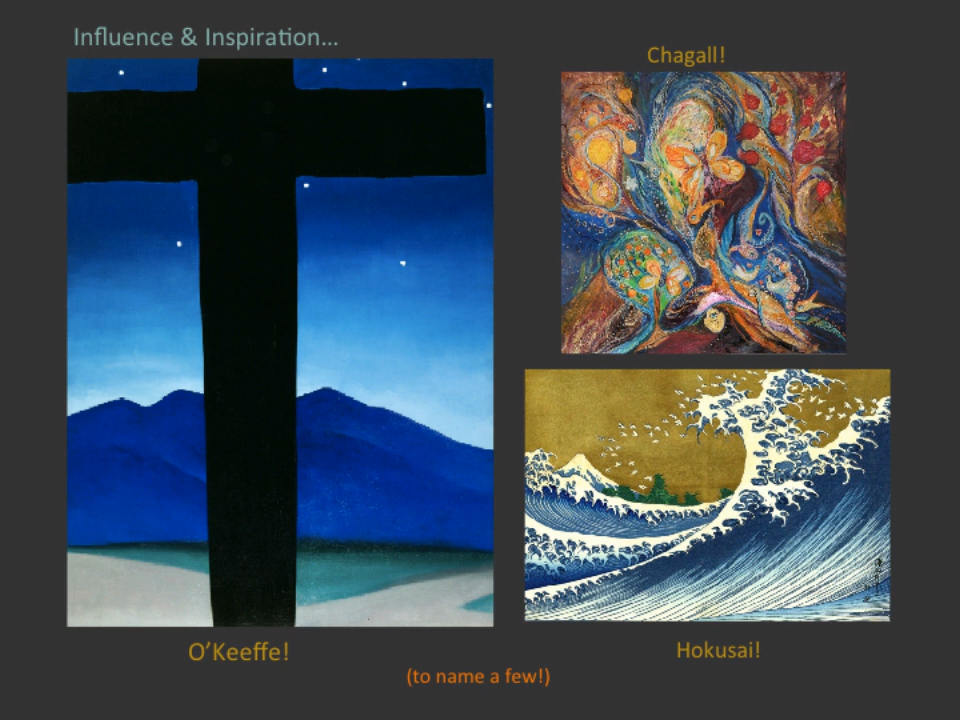 Influence & Inspiration...
Chagall!
O'Keeffe!
Hokusai!
(to name a few!)